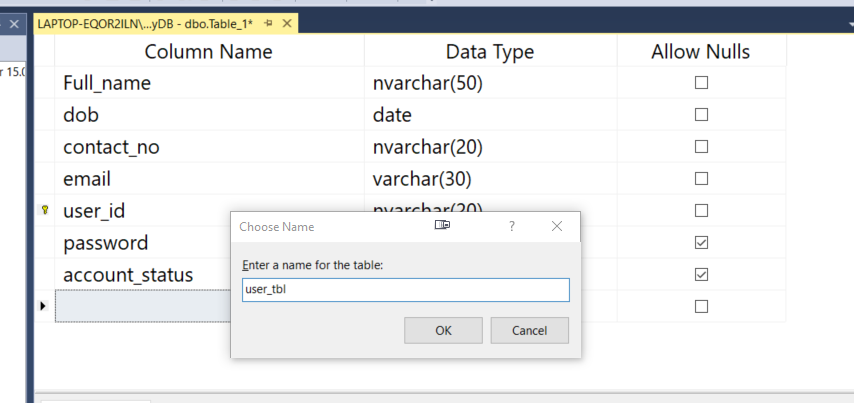 LAPTOP-EQOR2ILN\...yDB - dbo.Table_1*
Column Name Data Type Allow Nulls
r 15.0
Full_name nvarchar(50)
dob date
contact_no nvarchar(20)
email varchar(30)
user_id nvarchar(20)
Choose Name ?
password
Enter a name for the table:
account_status
user_tbl
OK Cancel